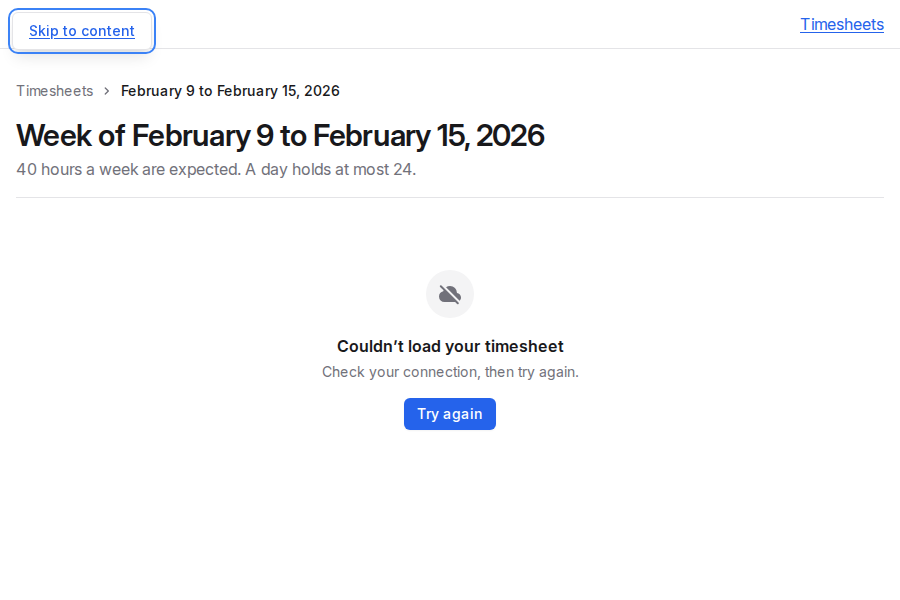 Skip to content
Timesheets
Timesheets > February 9 to February 15, 2026
Week of February 9 to February 15, 2026
40 hours a week are expected. A day holds at most 24.
Couldn’t load your timesheet
Check your connection, then try again.
Try again